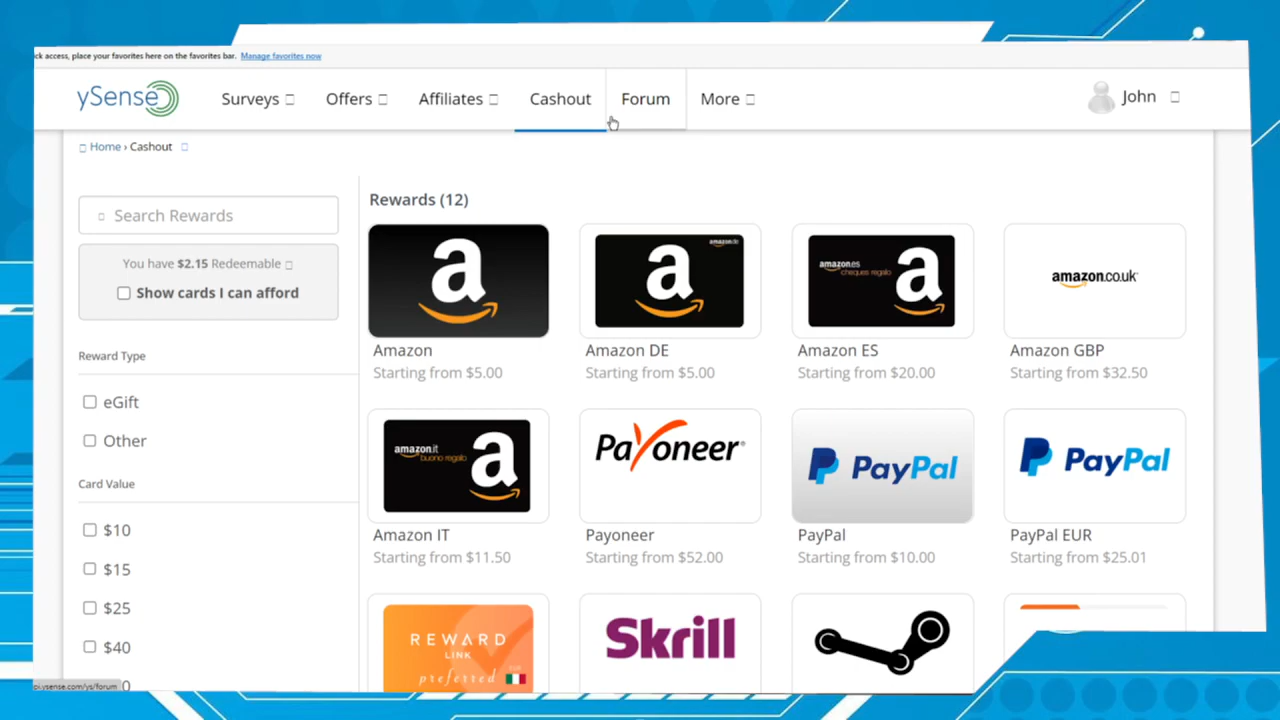 ck access, place your favorites here on the favorites bar. Manage favorites now
ySense Surveys Offers Affiliates Cashout Forum More John
Home › Cashout
Search Rewards
You have $2.15 Redeemable
Show cards I can afford
Reward Type
eGift
Other
Card Value
$10
$15
$25
$40
0
Rewards (12)
a
amazon.de
a
amazon.es
cheques regalo
a
amazon.co.uk
Amazon
Starting from $5.00
Amazon DE
Starting from $5.00
Amazon ES
Starting from $20.00
Amazon GBP
Starting from $32.50
amazon.it
buono regalo
a
Payoneer
PayPal
PayPal
Amazon IT
Starting from $11.50
Payoneer
Starting from $52.00
PayPal
Starting from $10.00
PayPal EUR
Starting from $25.01
REWARD
LINK
preferred
Skrill
ysense.com/ys/forum